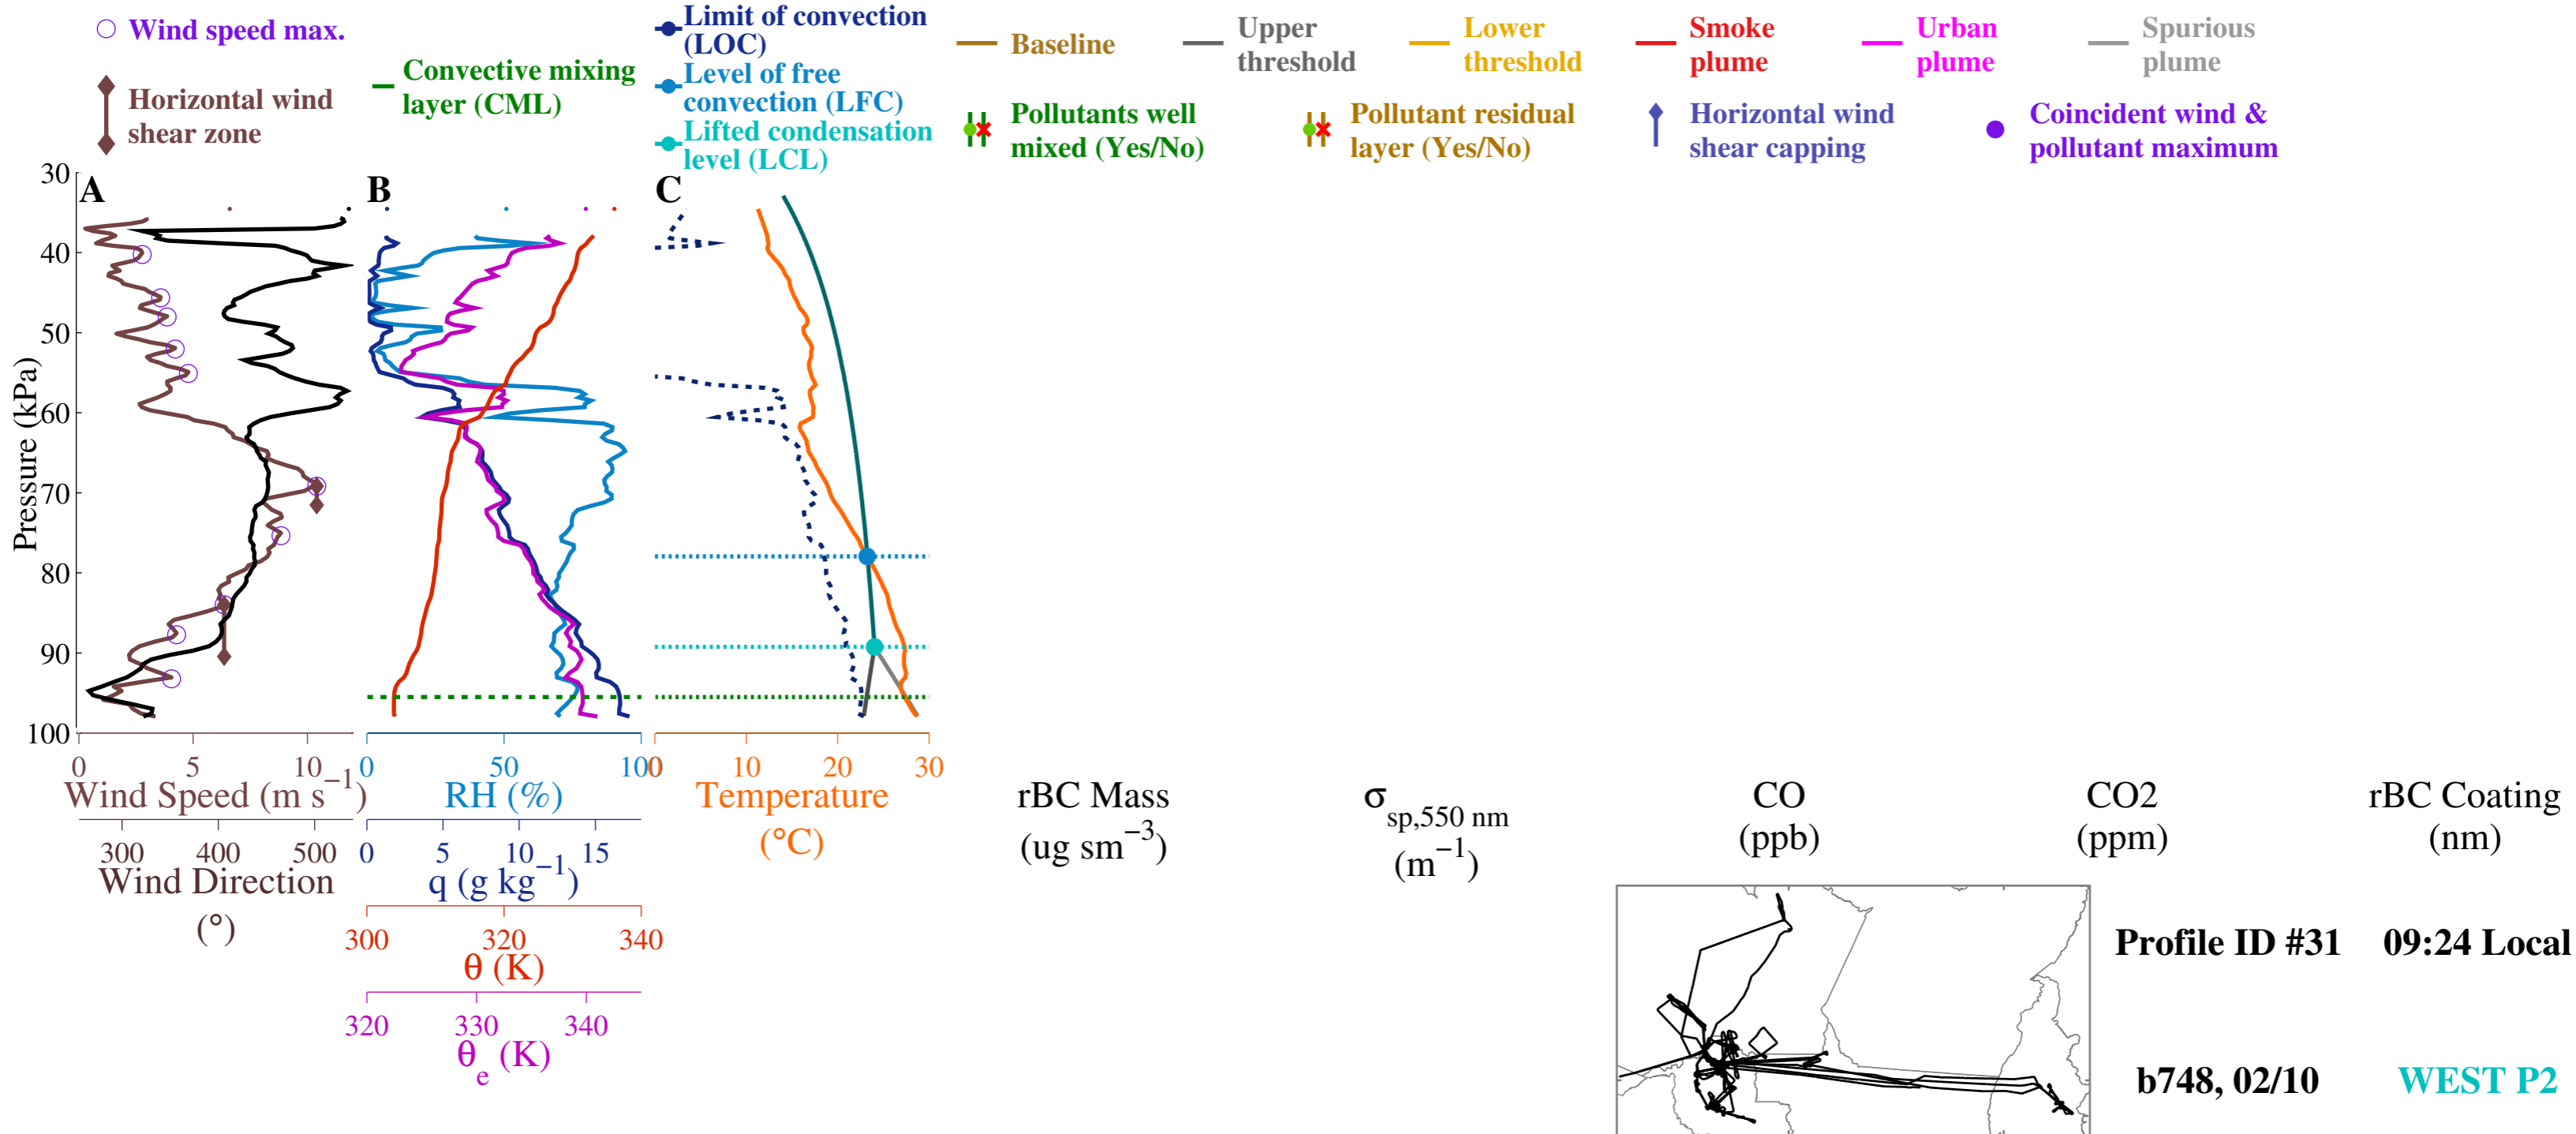 Wind speed max.
Horizontal wind
shear zone
Convective mixing
layer (CML)
Limit of convection
(LOC)
Level of free
convection (LFC)
Lifted condensation
level (LCL)
Baseline
Upper
threshold
Lower
threshold
Smoke
plume
Urban
plume
Spurious
plume
Pollutants well
mixed (Yes/No)
Pollutant residual
layer (Yes/No)
Horizontal wind
shear capping
Coincident wind &
pollutant maximum
A
B
C
Pressure (kPa)
30
40
50
60
70
80
90
100
0 5 10
Wind Speed (m s−1)
300 400 500
Wind Direction
(°)
0 50 100
RH (%)
0 5 10 15
q (g kg−1)
300 320 340
θ (K)
320 330 340
θe (K)
0 10 20 30
Temperature
(°C)
rBC Mass
(ug sm−3)
σsp,550 nm
(m−1)
CO
(ppb)
CO2
(ppm)
rBC Coating
(nm)
Profile ID #31 09:24 Local
b748, 02/10 WEST P2